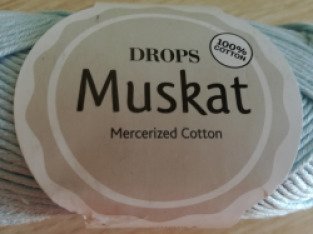 DROPS
100%
COTTON
Muskat
Mercerized Cotton